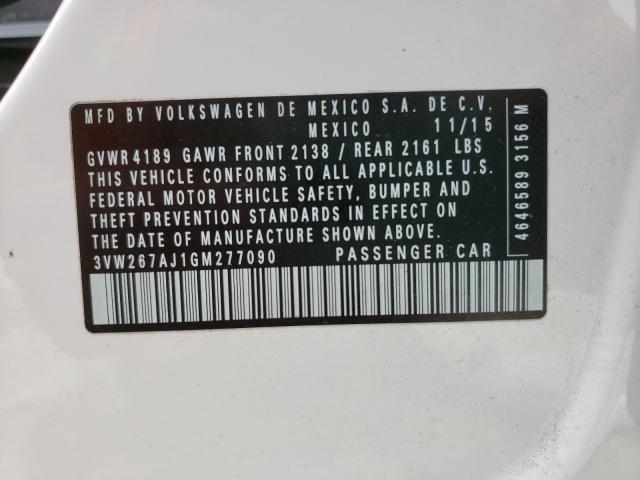 MFD BY VOLKSWAGEN DE MEXICO S.A. DE C.V.
MEXICO 11/15
GVWR 4189 GAWR FRONT 2138 / REAR 2161 LBS
THIS VEHICLE CONFORMS TO ALL APPLICABLE U.S.
FEDERAL MOTOR VEHICLE SAFETY, BUMPER AND
THEFT PREVENTION STANDARDS IN EFFECT ON
THE DATE OF MANUFACTURE SHOWN ABOVE.
3VW267AJ1GM277090 PASSENGER CAR
4646589 3156 M